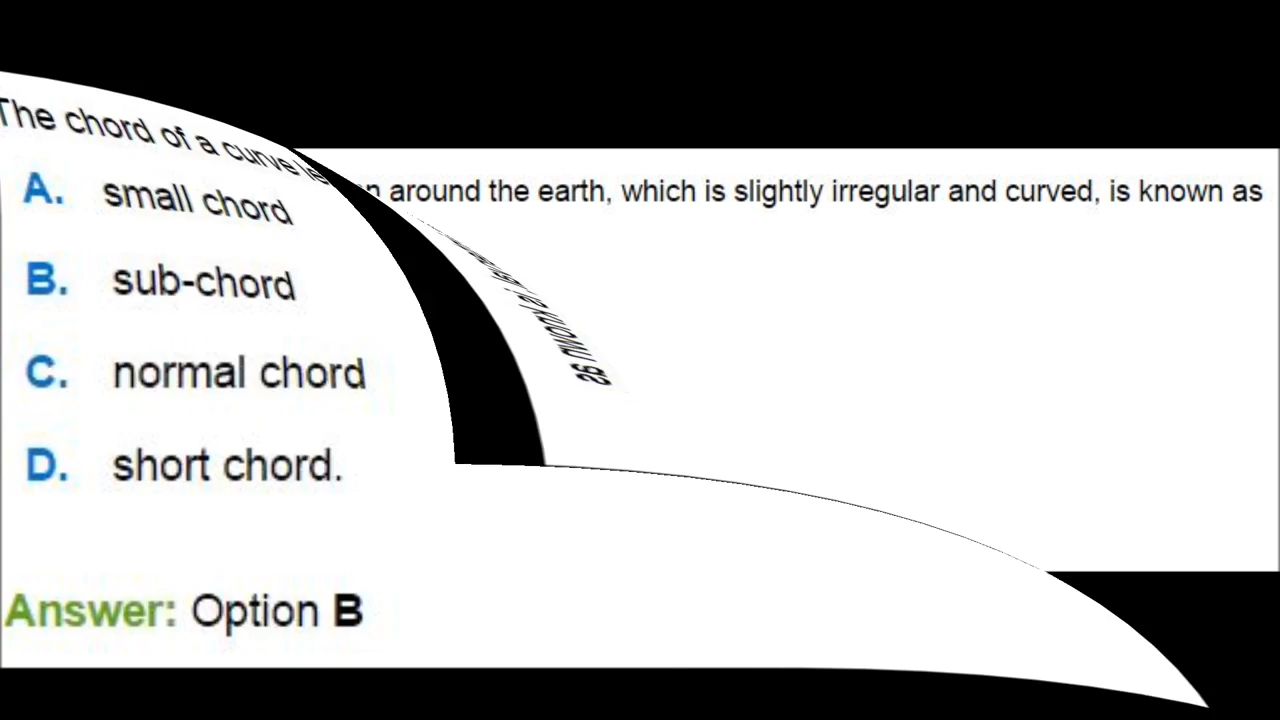 The chord of a curve
around the earth, which is slightly irregular and curved, is known as
A. small chord
B. sub-chord
C. normal chord
D. short chord.
Answer: Option B